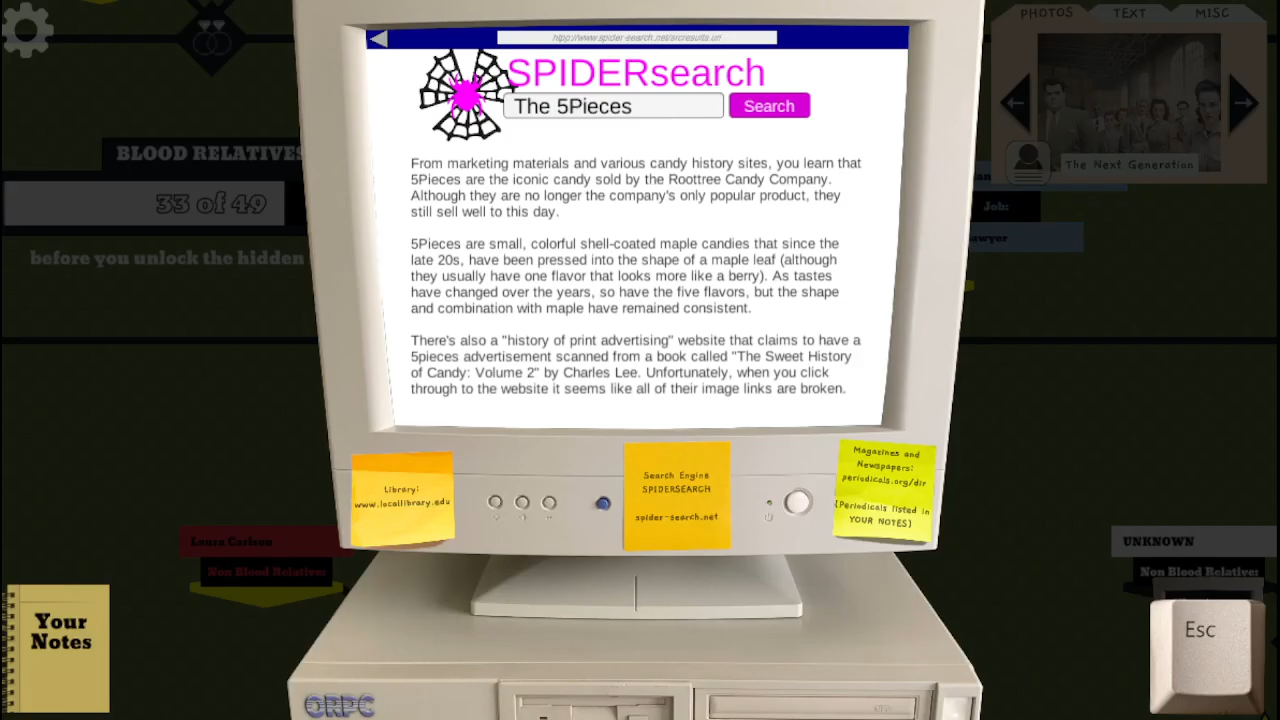 PHOTOS TEXT MISC
http://www.spider-search.net/srcresults.url
SPIDERsearch
The 5Pieces
Search
From marketing materials and various candy history sites, you learn that
5Pieces are the iconic candy sold by the Roottree Candy Company.
Although they are no longer the company's only popular product, they
still sell well to this day.
5Pieces are small, colorful shell-coated maple candies that since the
late 20s, have been pressed into the shape of a maple leaf (although
they usually have one flavor that looks more like a berry). As tastes
have changed over the years, so have the five flavors, but the shape
and combination with maple have remained consistent.
There's also a "history of print advertising" website that claims to have a
5pieces advertisement scanned from a book called "The Sweet History
of Candy: Volume 2" by Charles Lee. Unfortunately, when you click
through to the website it seems like all of their image links are broken.
BLOOD RELATIVES
33 of 49
before you unlock the hidden
The Next Generation
Job:
Library:
www.locallibrary.edu
Search Engine
SPIDERSEARCH
spider-search.net
Magazines and
Newspapers:
periodicals.org/dir
(Periodicals listed in
YOUR NOTES)
Laura Carlson
Non Blood Relative:
UNKNOWN
Non Blood Relative:
Your
Notes
Esc
ORPC